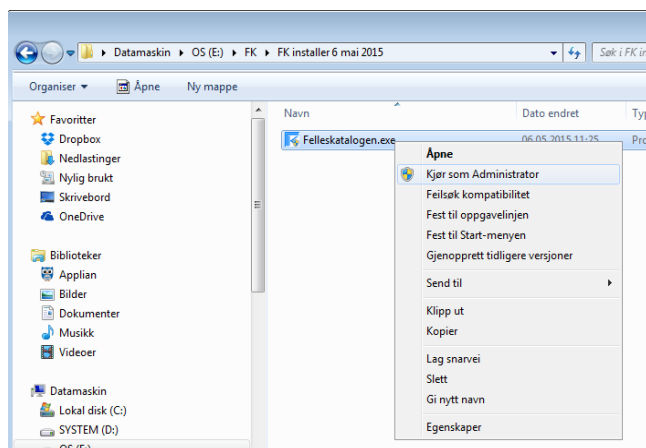 Datamaskin ▸ OS (E:) ▸ FK ▸ FK installer 6 mai 2015
Søk i FK in
Organiser Åpne Ny mappe
Navn Dato endret Typ
Favoritter
Dropbox
Nedlastinger
Nylig brukt
Skrivebord
OneDrive
Biblioteker
Applian
Bilder
Dokumenter
Musikk
Videoer
Datamaskin
Lokal disk (C:)
SYSTEM (D:)
OS (E:)
Felleskatalogen.exe 06.05.2015 11:25 Pro
Åpne
Kjør som Administrator
Feilsøk kompatibilitet
Fest til oppgavelinjen
Fest til Start-menyen
Gjenopprett tidligere versjoner
Send til
Klipp ut
Kopier
Lag snarvei
Slett
Gi nytt navn
Egenskaper